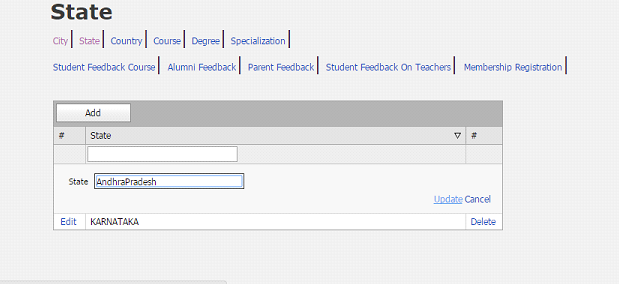 State
City State Country Course Degree Specialization
Student Feedback Course Alumni Feedback Parent Feedback Student Feedback On Teachers Membership Registration
Add
# State #
State AndhraPradesh
Update Cancel
Edit KARNATAKA Delete